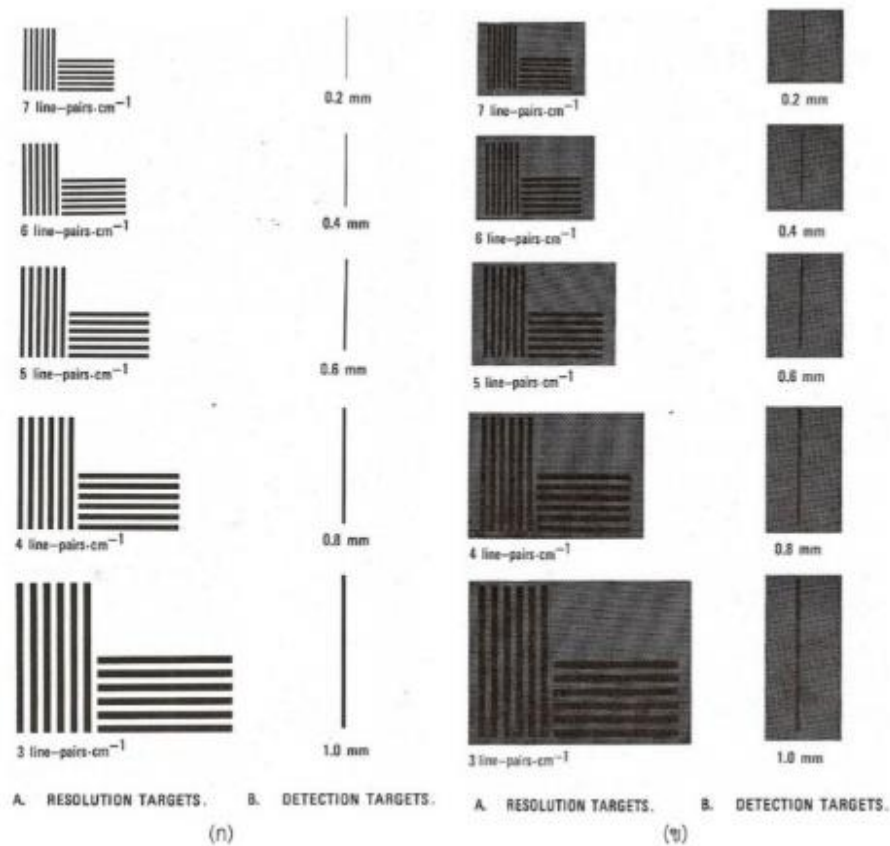 7 line-pairs·cm⁻¹
0.2 mm
6 line-pairs·cm⁻¹
0.4 mm
5 line-pairs·cm⁻¹
0.6 mm
4 line-pairs·cm⁻¹
0.8 mm
3 line-pairs·cm⁻¹
1.0 mm
A. RESOLUTION TARGETS. B. DETECTION TARGETS.
(ก)
7 line-pairs·cm⁻¹
0.2 mm
6 line-pairs·cm⁻¹
0.4 mm
5 line-pairs·cm⁻¹
0.6 mm
4 line-pairs·cm⁻¹
0.8 mm
3 line-pairs·cm⁻¹
1.0 mm
A. RESOLUTION TARGETS. B. DETECTION TARGETS.
(ข)